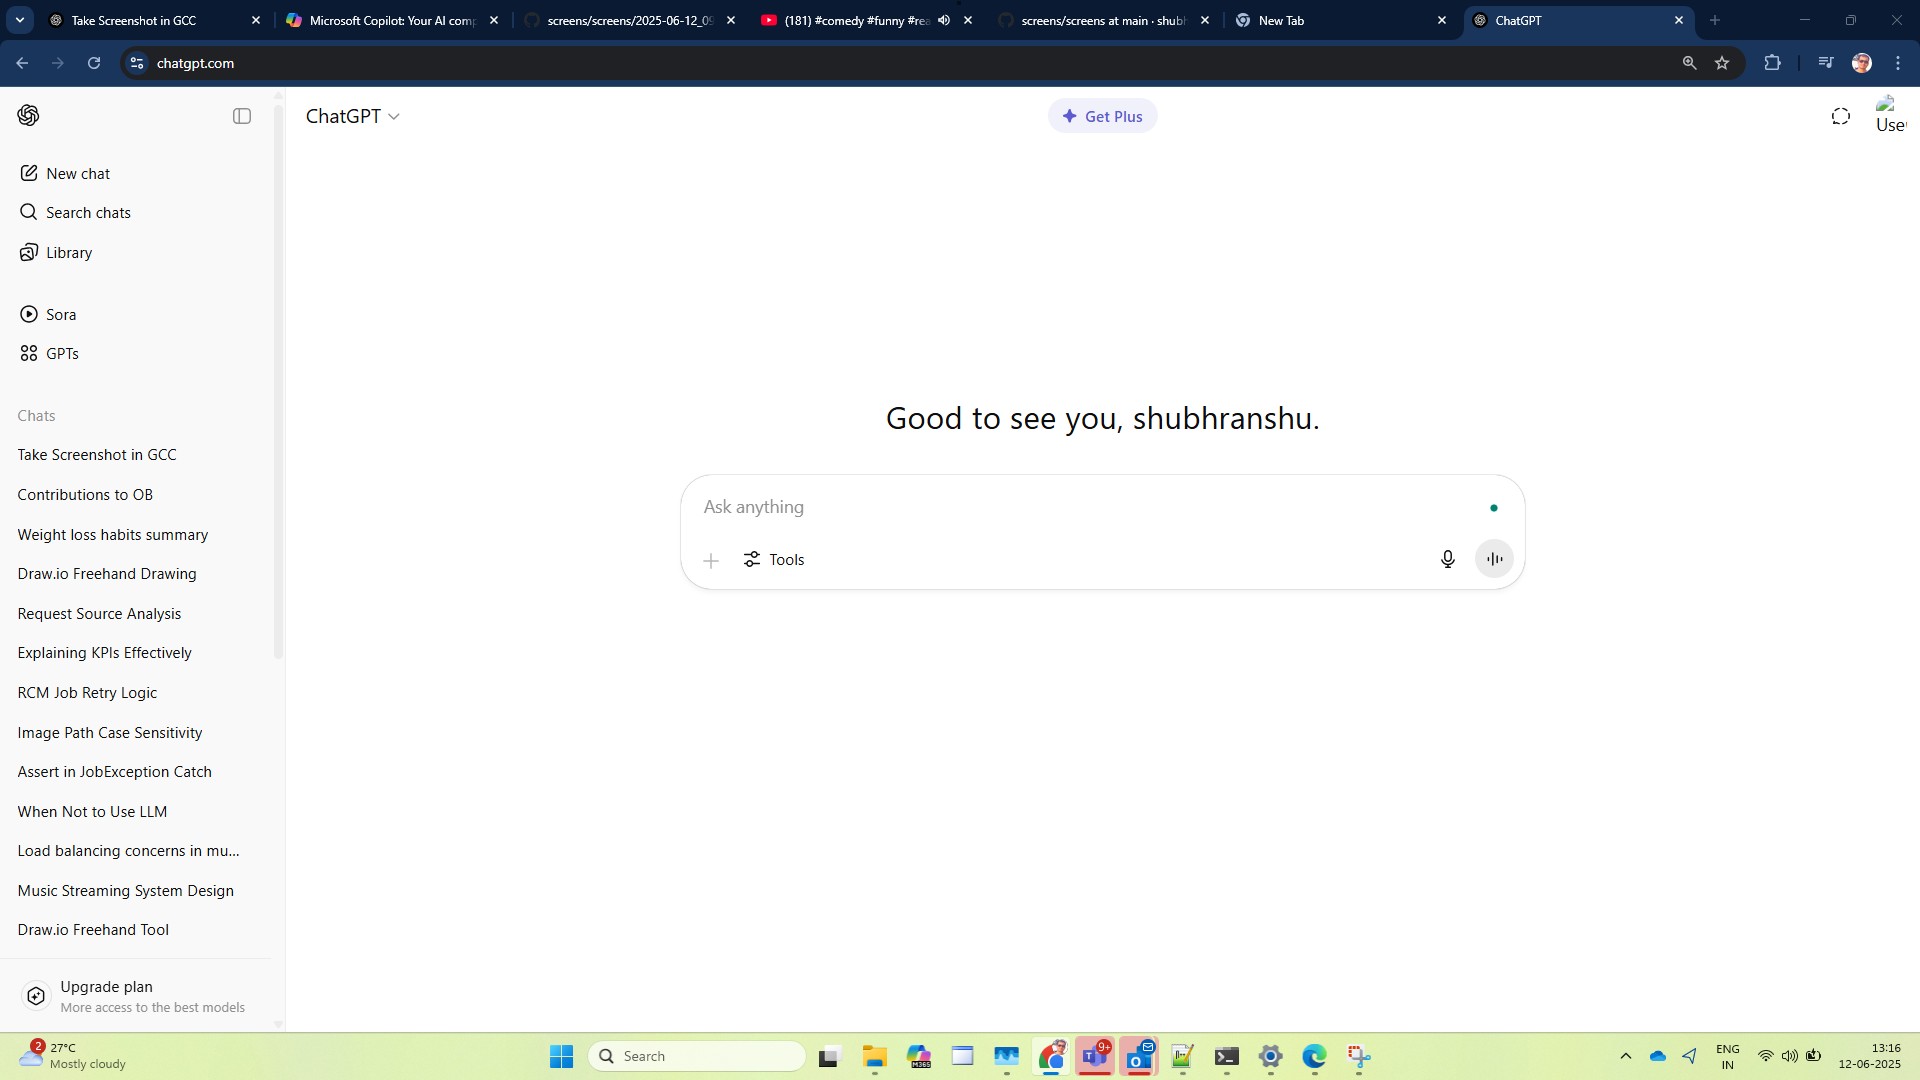 Take Screenshot in GCC
Microsoft Copilot: Your AI comp
screens/screens/2025-06-12_09
(181) #comedy #funny #rea
screens/screens at main · shubh
New Tab
ChatGPT
chatgpt.com
ChatGPT
Get Plus
User
New chat
Search chats
Library
Sora
GPTs
Chats
Take Screenshot in GCC
Contributions to OB
Weight loss habits summary
Draw.io Freehand Drawing
Request Source Analysis
Explaining KPIs Effectively
RCM Job Retry Logic
Image Path Case Sensitivity
Assert in JobException Catch
When Not to Use LLM
Load balancing concerns in mu...
Music Streaming System Design
Draw.io Freehand Tool
Upgrade plan
More access to the best models
Good to see you, shubhranshu.
Ask anything
Tools
2
27°C
Mostly cloudy
Search
M365
9+
ENG
IN
13:16
12-06-2025